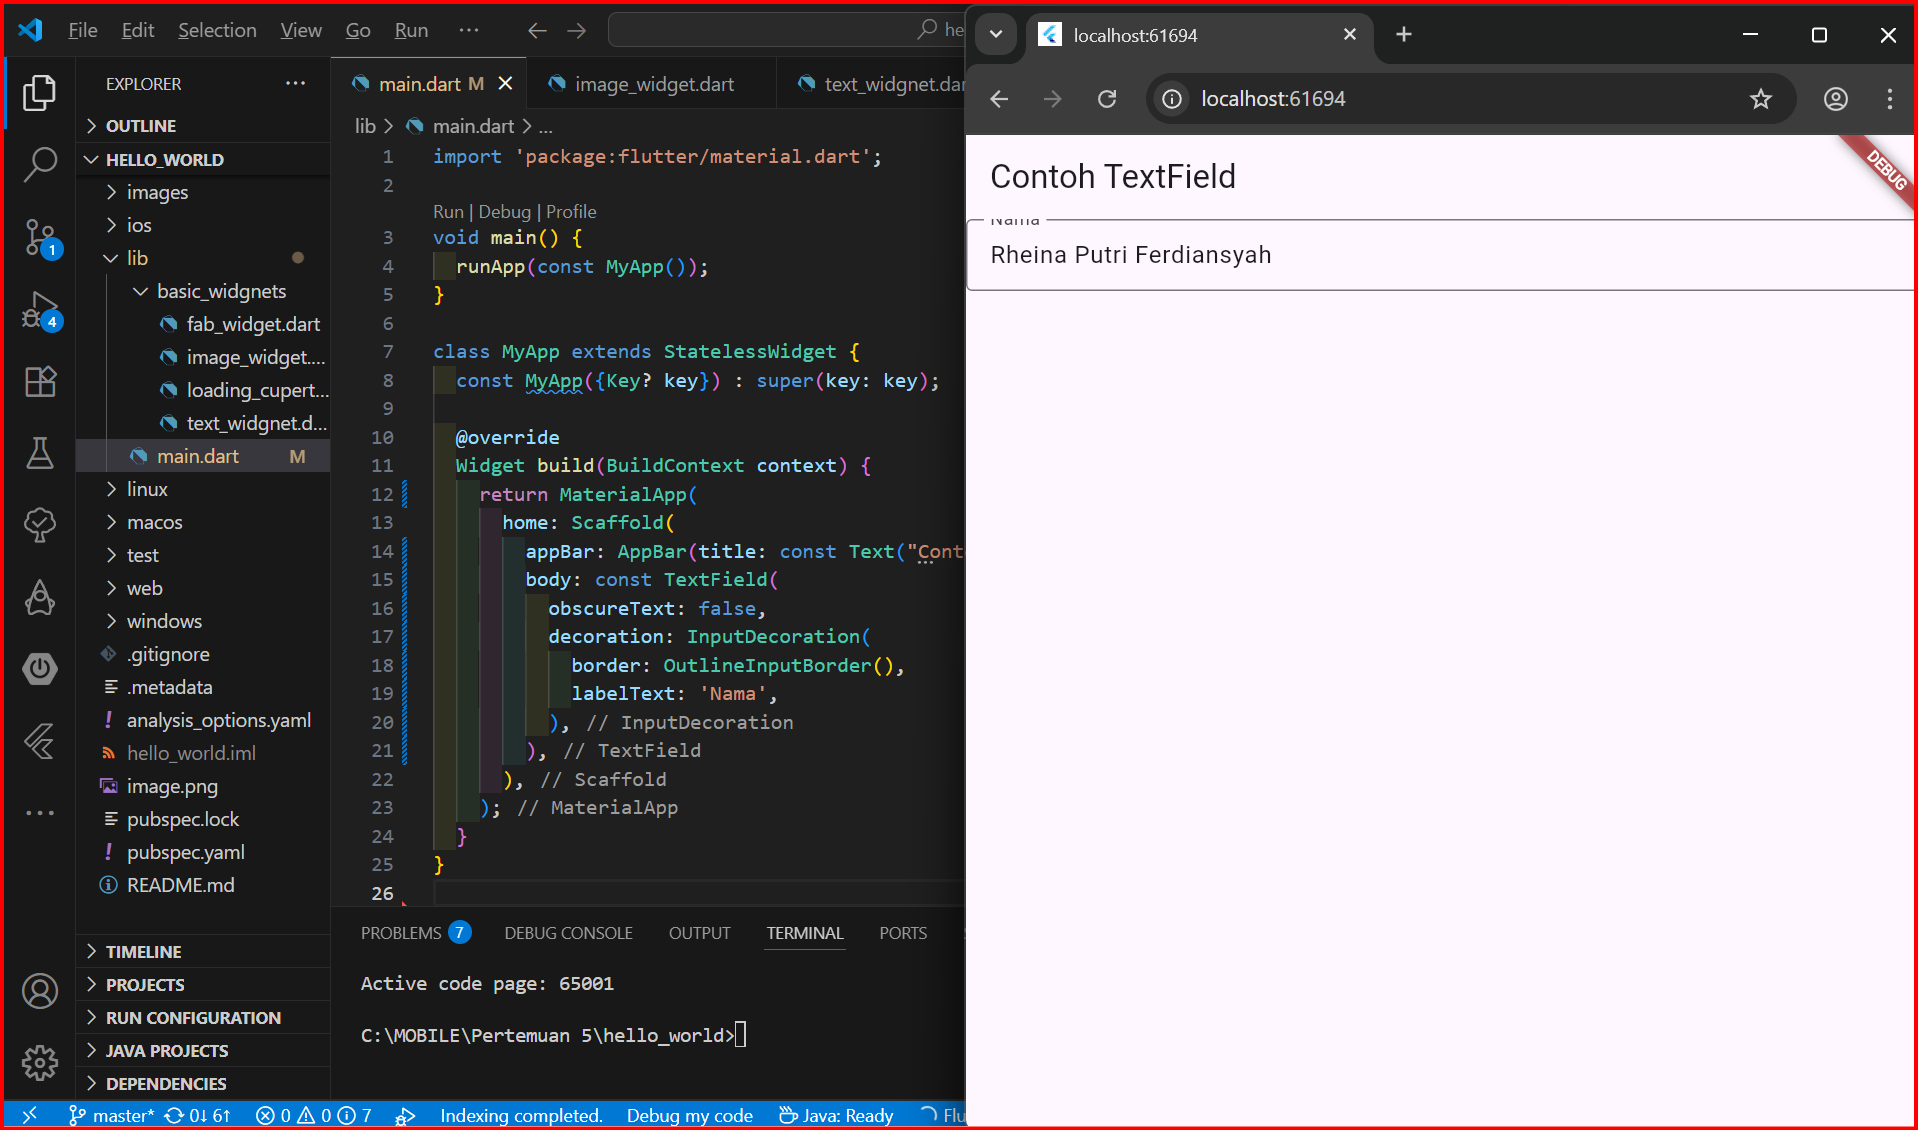 File Edit Selection View Go Run ··· he
EXPLORER ···
OUTLINE
HELLO_WORLD
images
ios
lib
basic_widgnets
fab_widget.dart
image_widget....
loading_cupert...
text_widgnet.d...
main.dart M
linux
macos
test
web
windows
.gitignore
.metadata
analysis_options.yaml
hello_world.iml
image.png
pubspec.lock
pubspec.yaml
README.md
TIMELINE
PROJECTS
RUN CONFIGURATION
JAVA PROJECTS
DEPENDENCIES
1
4
main.dart M image_widget.dart text_widgnet.dar
lib > main.dart > ...
1 import 'package:flutter/material.dart';
2
Run | Debug | Profile
3 void main() {
4 runApp(const MyApp());
5 }
6
7 class MyApp extends StatelessWidget {
8 const MyApp({Key? key}) : super(key: key);
9
10 @override
11 Widget build(BuildContext context) {
12 return MaterialApp(
13 home: Scaffold(
14 appBar: AppBar(title: const Text("Cont
15 body: const TextField(
16 obscureText: false,
17 decoration: InputDecoration(
18 border: OutlineInputBorder(),
19 labelText: 'Nama',
20 ), // InputDecoration
21 ), // TextField
22 ), // Scaffold
23 ); // MaterialApp
24 }
25 }
26
PROBLEMS 7 DEBUG CONSOLE OUTPUT TERMINAL PORTS
Active code page: 65001
C:\MOBILE\Pertemuan 5\hello_world>
master* 0↓ 6↑ 0 0 7 Indexing completed. Debug my code Java: Ready Flu
localhost:61694
localhost:61694
Contoh TextField
DEBUG
Nama
Rheina Putri Ferdiansyah